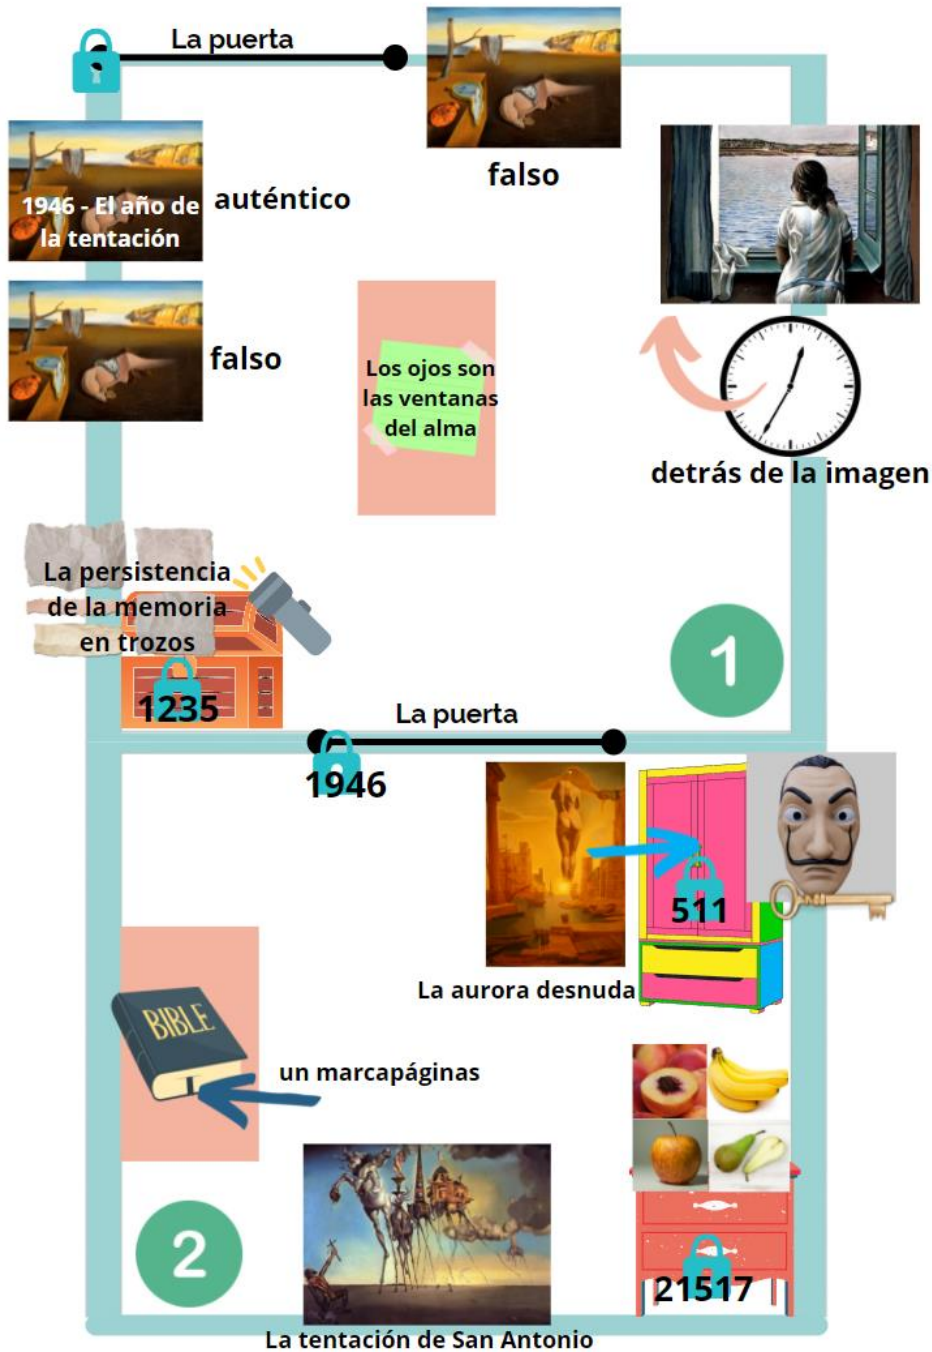 La puerta
falso
1946 - El año de
la tentación
auténtico
falso
Los ojos son
las ventanas
del alma
detrás de la imagen
La persistencia
de la memoria
en trozos
1235
1
La puerta
1946
511
La aurora desnuda
BIBLE
un marcapáginas
2
21517
La tentación de San Antonio